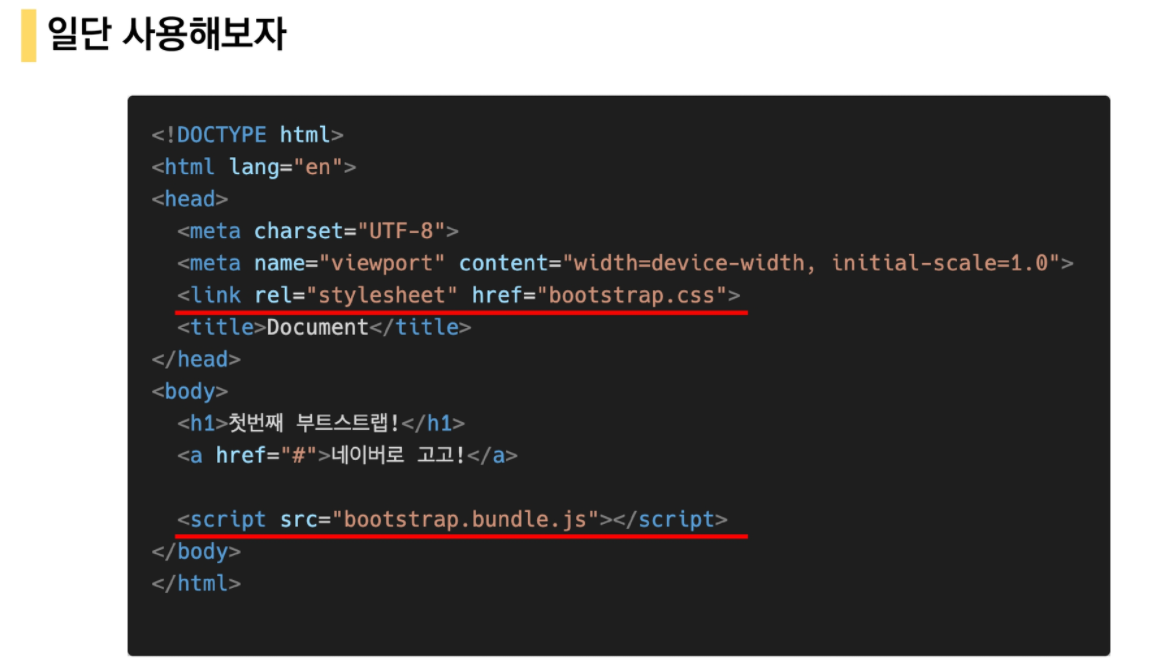 일단 사용해보자
<!DOCTYPE html>
<html lang="en">
<head>
  <meta charset="UTF-8">
  <meta name="viewport" content="width=device-width, initial-scale=1.0">
  <link rel="stylesheet" href="bootstrap.css">
  <title>Document</title>
</head>
<body>
  <h1>첫번째 부트스트랩!</h1>
  <a href="#">네이버로 고고!</a>
  <script src="bootstrap.bundle.js"></script>
</body>
</html>